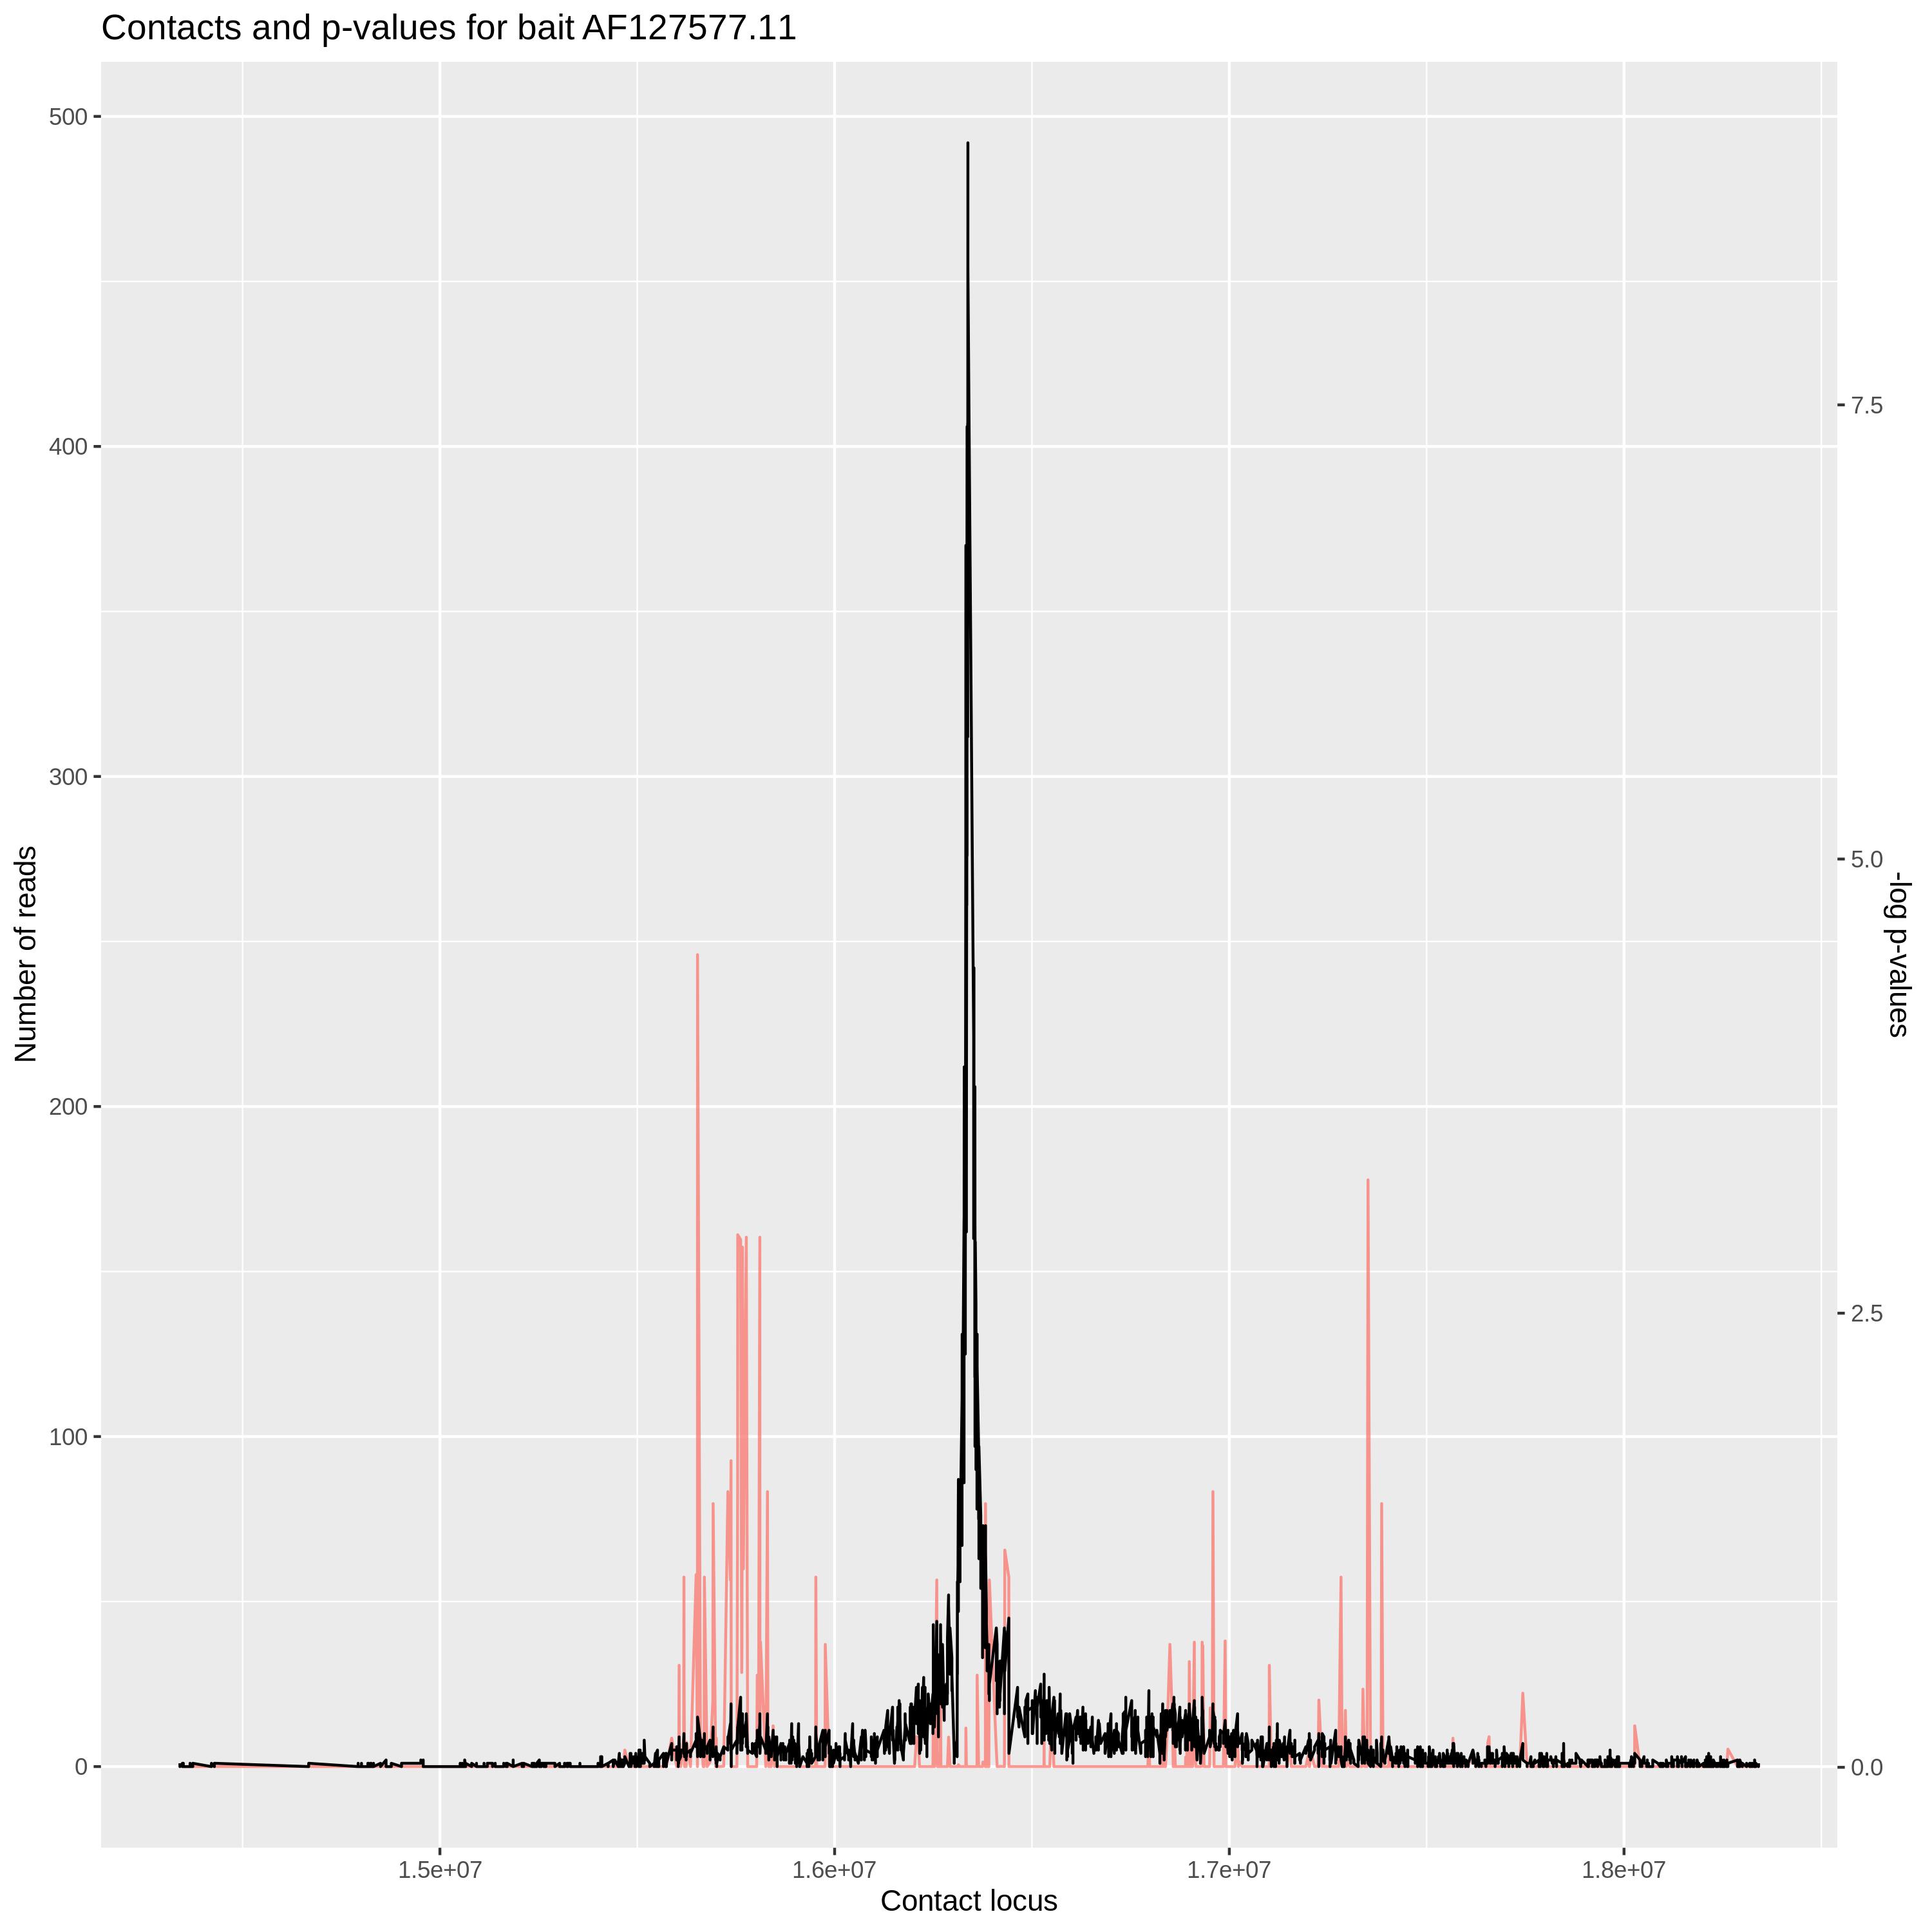 Contacts and p-values for bait AF127577.11
500
400
300
200
100
0
Number of reads
7.5
5.0
2.5
0.0
-log p-values
1.5e+07
1.6e+07
1.7e+07
1.8e+07
Contact locus